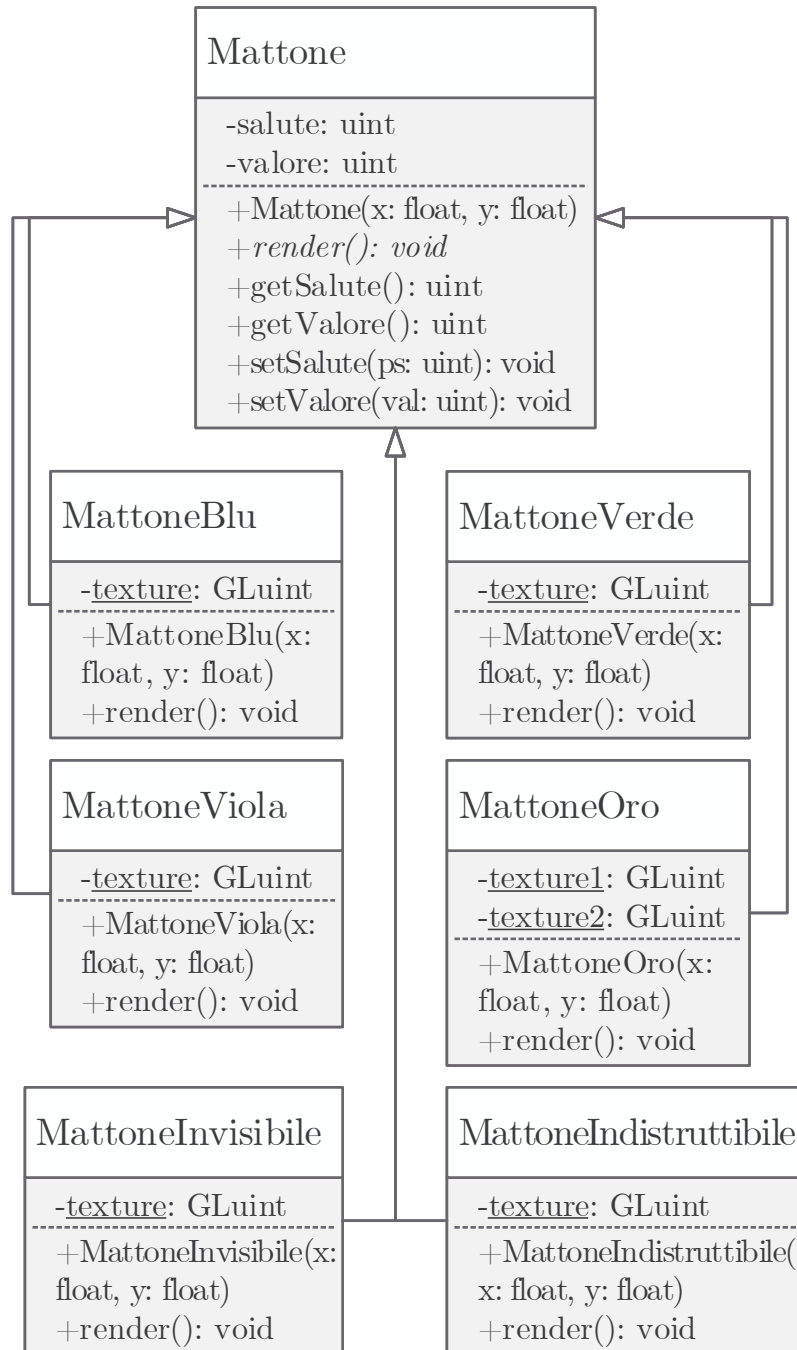 Mattone
-salute: uint
-valore: uint
+Mattone(x: float, y: float)
+render(): void
+getSalute(): uint
+getValore(): uint
+setSalute(ps: uint): void
+setValore(val: uint): void
MattoneBlu
-texture: GLuint
+MattoneBlu(x:
float, y: float)
+render(): void
MattoneVerde
-texture: GLuint
+MattoneVerde(x:
float, y: float)
+render(): void
MattoneViola
-texture: GLuint
+MattoneViola(x:
float, y: float)
+render(): void
MattoneOro
-texture1: GLuint
-texture2: GLuint
+MattoneOro(x:
float, y: float)
+render(): void
MattoneInvisibile
-texture: GLuint
+MattoneInvisibile(x:
float, y: float)
+render(): void
MattoneIndistruttibile
-texture: GLuint
+MattoneIndistruttibile(
x: float, y: float)
+render(): void